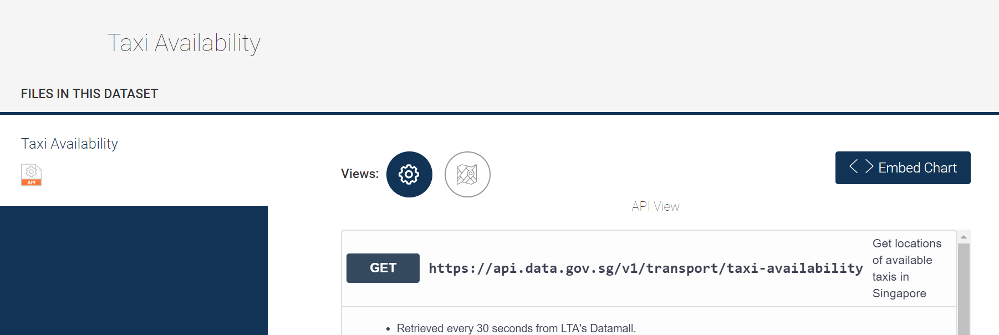 Taxi Availability
FILES IN THIS DATASET
Taxi Availability
API
Views:
< > Embed Chart
API View
GET
https://api.data.gov.sg/v1/transport/taxi-availability
Get locations
of available
taxis in
Singapore
• Retrieved every 30 seconds from LTA's Datamall.